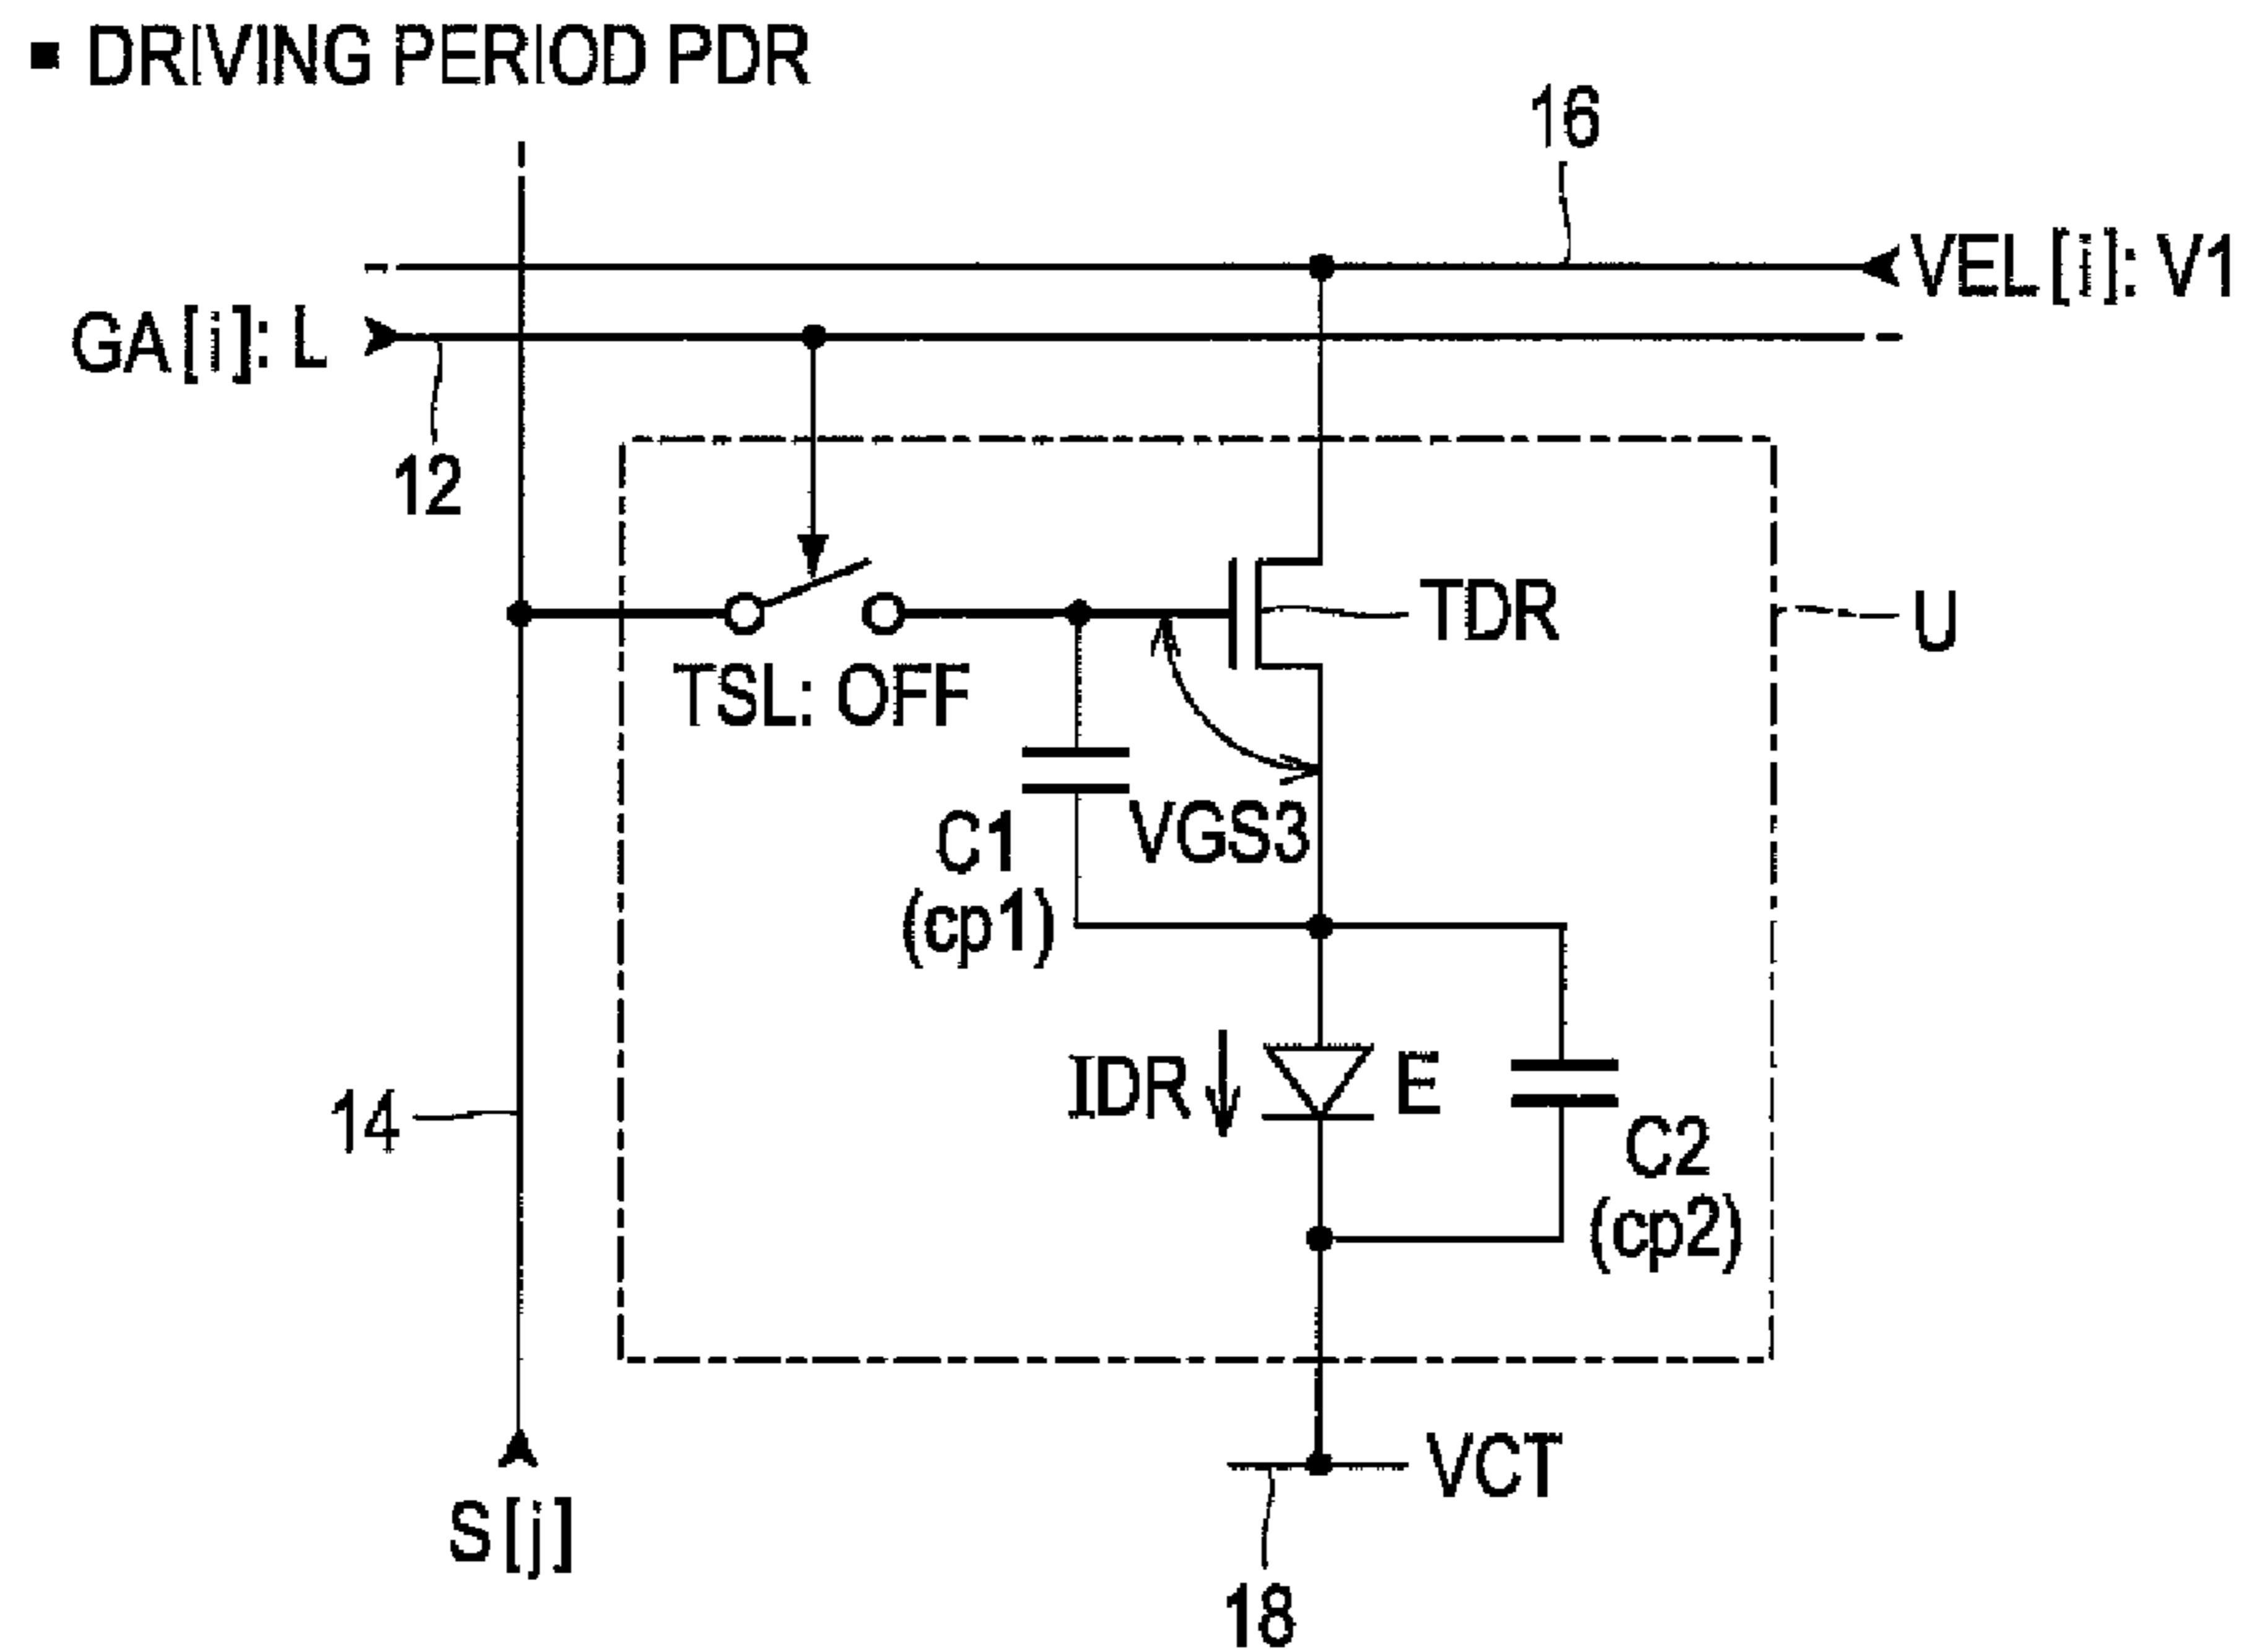 ▪ DRIVING PERIOD PDR
16
VEL[i]: V1
GA[i]: L
12
TDR
U
TSL: OFF
C1
(cp1)
VGS3
IDR
E
14
C2
(cp2)
VCT
S[j]
18